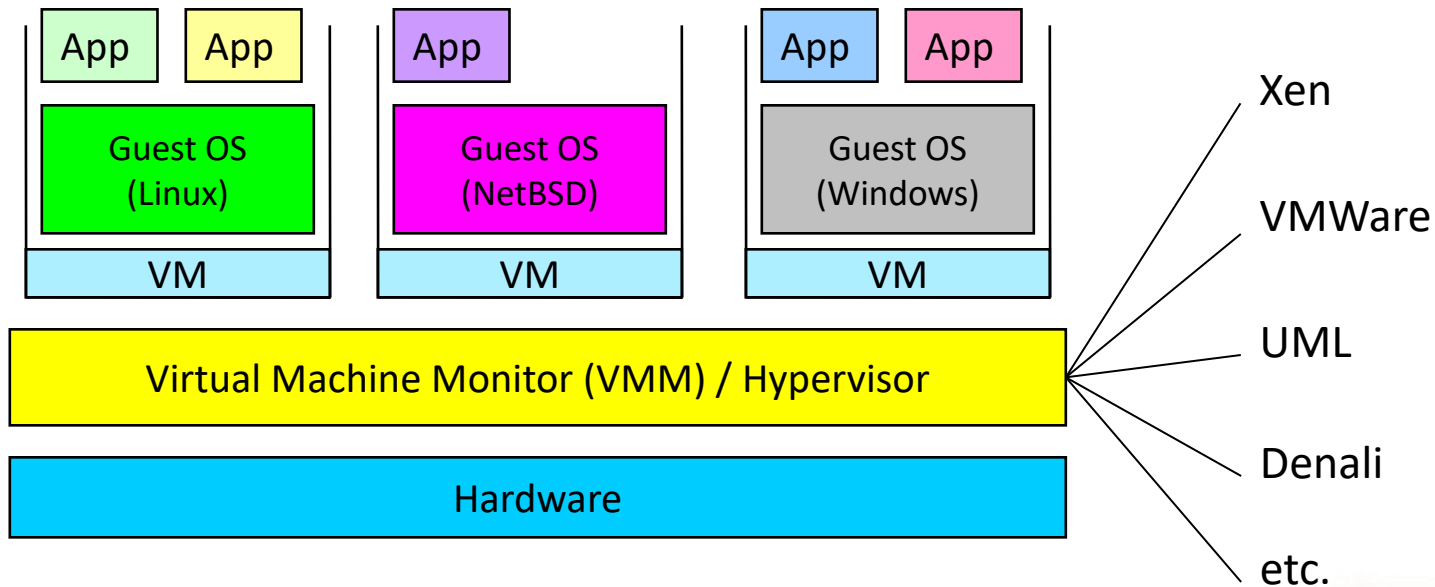 App
App
App
App
App
Guest OS
(Linux)
Guest OS
(NetBSD)
Guest OS
(Windows)
VM
VM
VM
Virtual Machine Monitor (VMM) / Hypervisor
Hardware
Xen
VMWare
UML
Denali
etc.